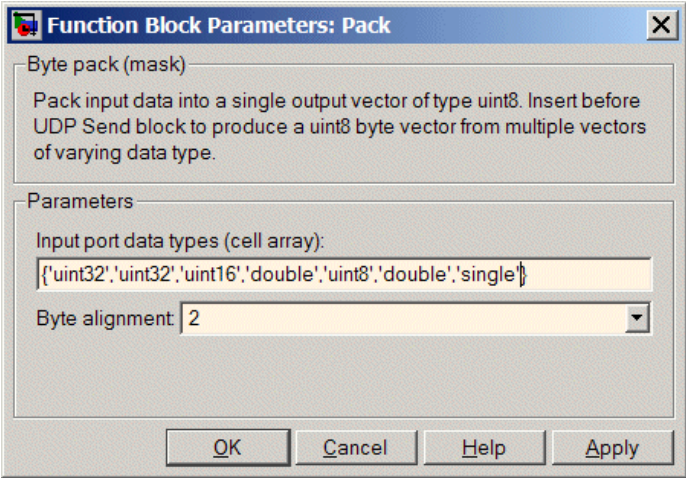 Function Block Parameters: Pack
Byte pack (mask)
Pack input data into a single output vector of type uint8. Insert before
UDP Send block to produce a uint8 byte vector from multiple vectors
of varying data type.
Parameters
Input port data types (cell array):
{'uint32','uint32','uint16','double','uint8','double','single'}
Byte alignment: 2
OK Cancel Help Apply